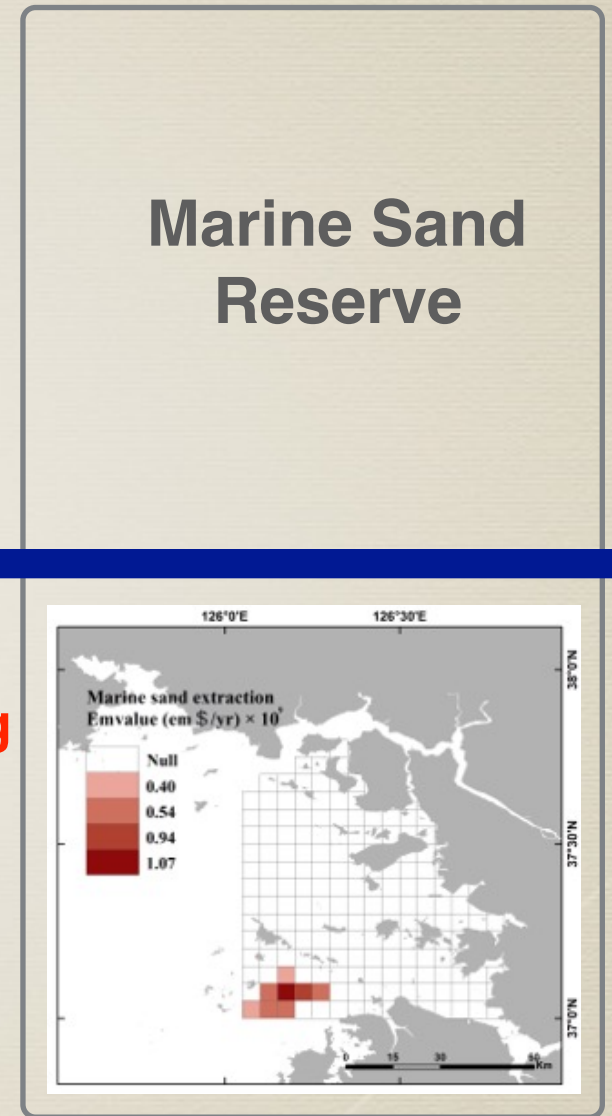 Marine Sand
Reserve
g
126°0'E 126°30'E
38°0'N
Marine sand extraction
Emvalue (em $/yr) × 10
Null
0.40
0.54
0.94
1.07
37°30'N
37°0'N
0 15 30
Km